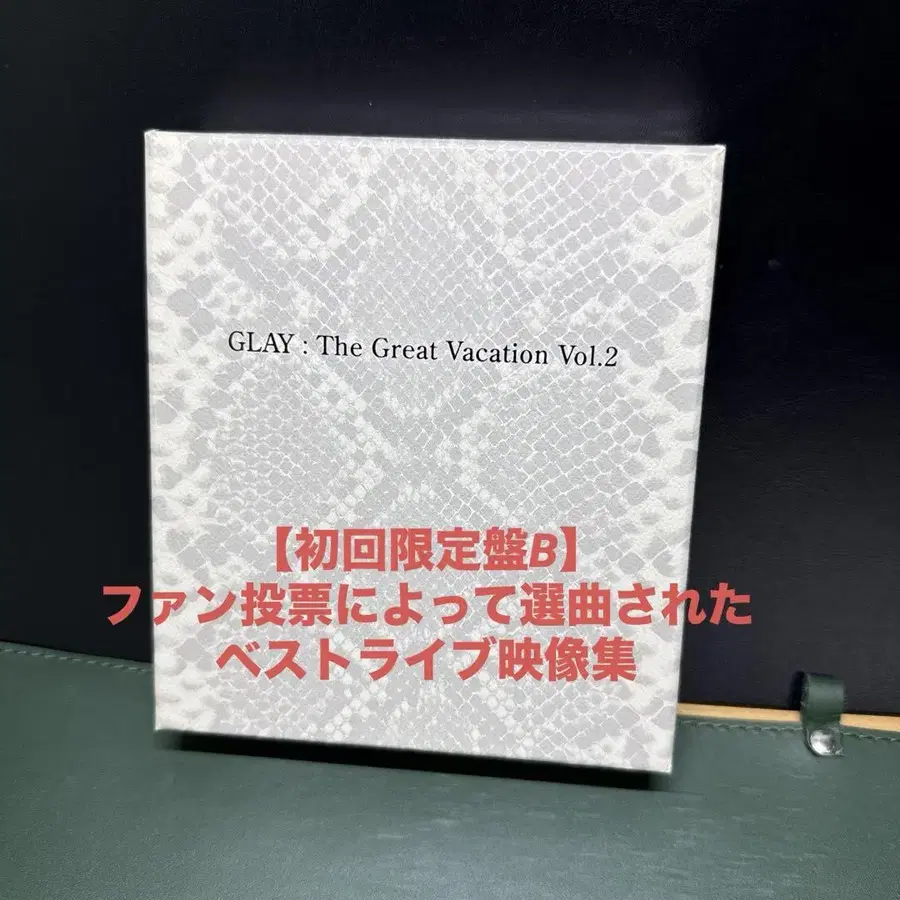 GLAY : The Great Vacation Vol.2
【初回限定盤B】
ファン投票によって選曲された
ベストライブ映像集